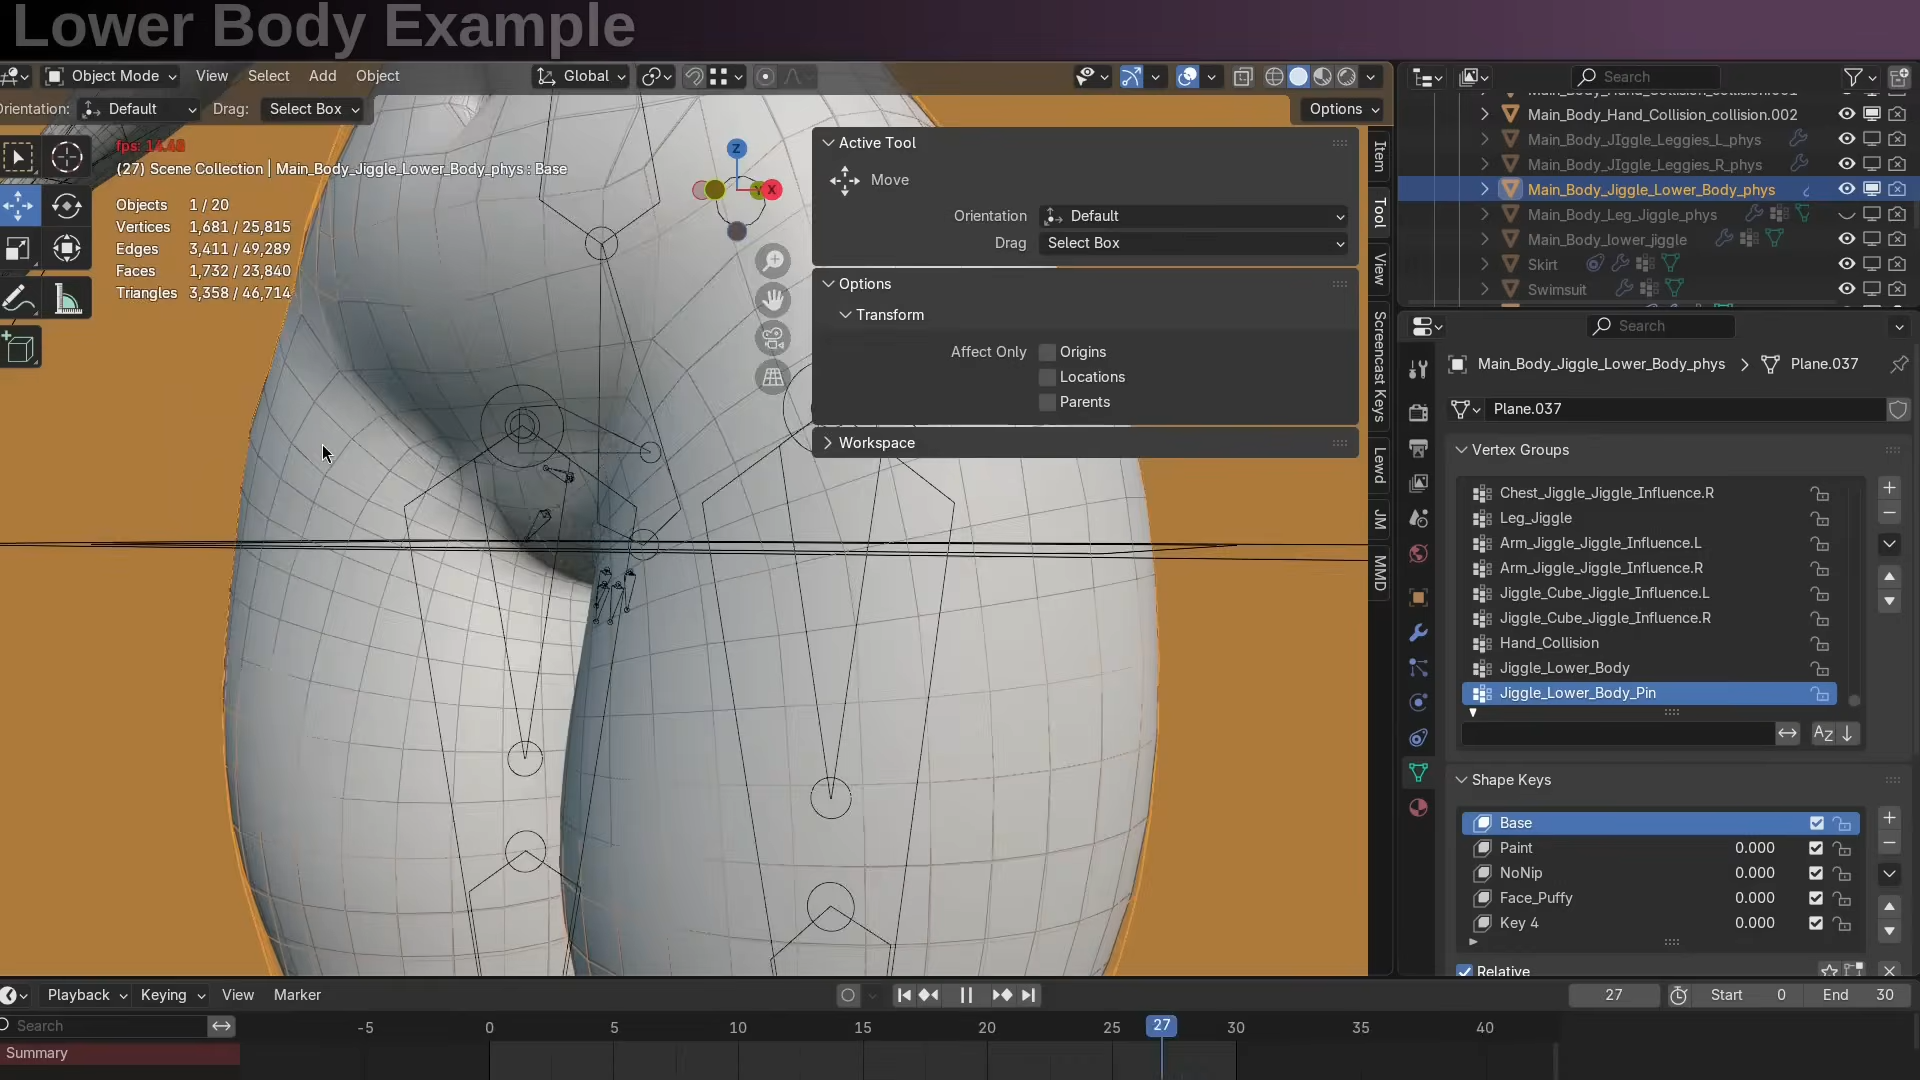 Lower Body Example
Object Mode View Select Add Object Global
Orientation: Default Drag: Select Box Options
fps: 14.48
(27) Scene Collection | Main_Body_Jiggle_Lower_Body_phys : Base
Objects 1 / 20
Vertices 1,681 / 25,815
Edges 3,411 / 49,289
Faces 1,732 / 23,840
Triangles 3,358 / 46,714
Z
Y
X
Active Tool
Move
Orientation Default
Drag Select Box
Options
Transform
Affect Only Origins
Locations
Parents
Workspace
Item
Tool
View
Screencast Keys
Lewd
JM
MMD
Search
Main_Body_Hand_Collision_collision.001
Main_Body_Hand_Collision_collision.002
Main_Body_JIggle_Leggies_L_phys
Main_Body_JIggle_Leggies_R_phys
Main_Body_Jiggle_Lower_Body_phys
Main_Body_Leg_Jiggle_phys
Main_Body_lower_jiggle
Skirt
Swimsuit
Search
Main_Body_Jiggle_Lower_Body_phys > Plane.037
Plane.037
Vertex Groups
Chest_Jiggle_Jiggle_Influence.R
Leg_Jiggle
Arm_Jiggle_Jiggle_Influence.L
Arm_Jiggle_Jiggle_Influence.R
Jiggle_Cube_Jiggle_Influence.L
Jiggle_Cube_Jiggle_Influence.R
Hand_Collision
Jiggle_Lower_Body
Jiggle_Lower_Body_Pin
AZ
Shape Keys
Base
Paint 0.000
NoNip 0.000
Face_Puffy 0.000
Key 4 0.000
Relative
Playback Keying View Marker 27 Start 0 End 30
Search -5 0 5 10 15 20 25 27 30 35 40
Summary